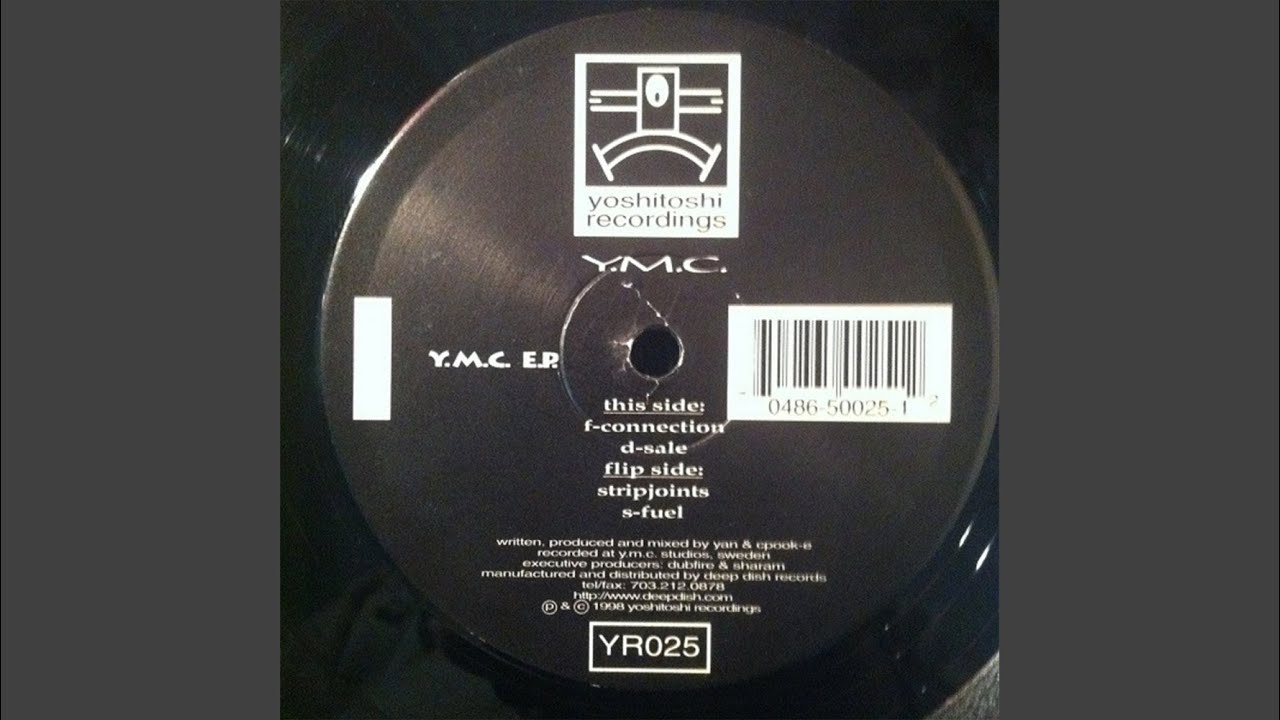 yoshitoshi
recordings
Y.M.C.
Y.M.C. E.P.
0486-50025-1 2
this side:
f-connection
d-sale
flip side:
stripjoints
s-fuel
written, produced and mixed by yan & cpook-e
recorded at y.m.c. studios, sweden
executive producers: dubfire & sharam
manufactured and distributed by deep dish records
tel/fax: 703.212.0878
http://www.deepdish.com
℗ & © 1998 yoshitoshi recordings
YR025